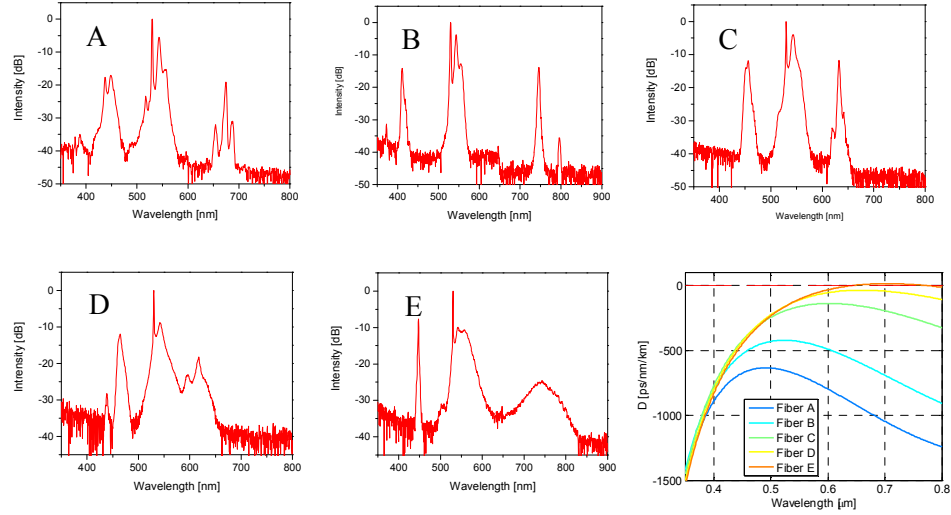 A
B
C
Intensity [dB]
0
-10
-20
-30
-40
-50
400 500 600 700 800
Wavelength [nm]
Intensity [dB]
0
-10
-20
-30
-40
-50
400 500 600 700 800 900
Wavelength [nm]
Intensity [dB]
0
-10
-20
-30
-40
-50
400 500 600 700 800
Wavelength [nm]
D
E
Intensity [dB]
0
-10
-20
-30
-40
400 500 600 700 800
Wavelength [nm]
Intensity [dB]
0
-10
-20
-30
-40
400 500 600 700 800 900
Wavelength [nm]
D [ps/nm/km]
0
-500
-1000
-1500
Fiber A
Fiber B
Fiber C
Fiber D
Fiber E
0.4 0.5 0.6 0.7 0.8
Wavelength [μm]